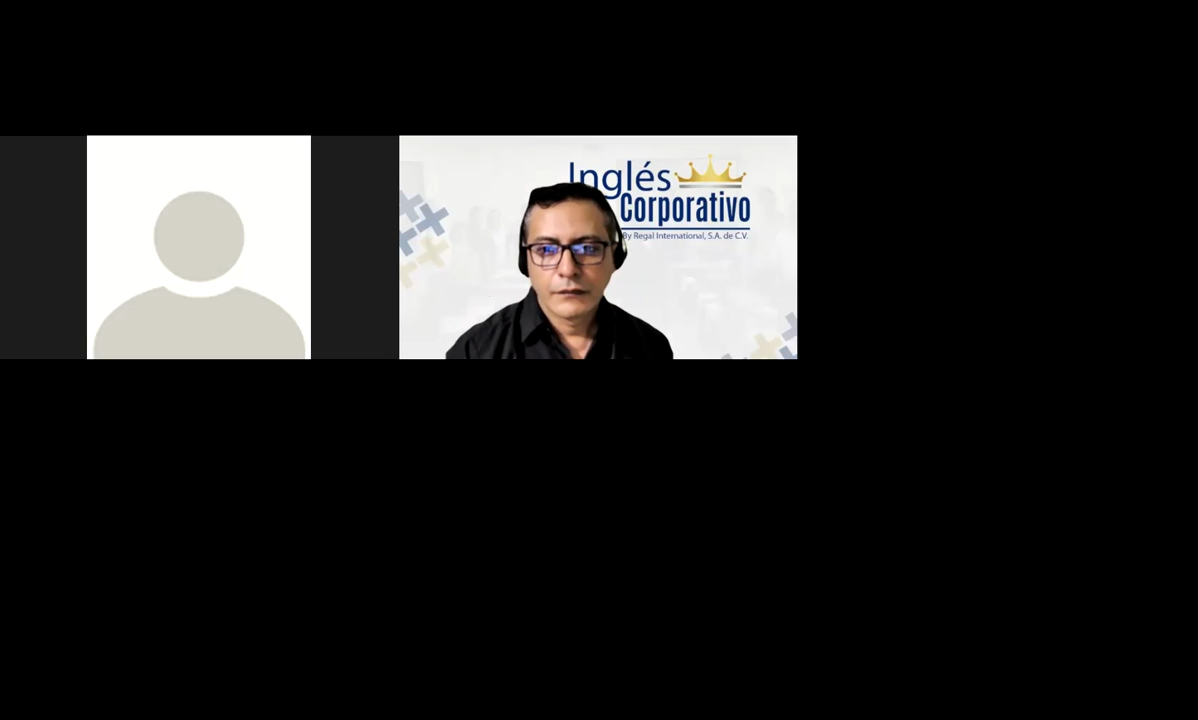 Inglés
Corporativo
By Regal International, S.A. de C.V.